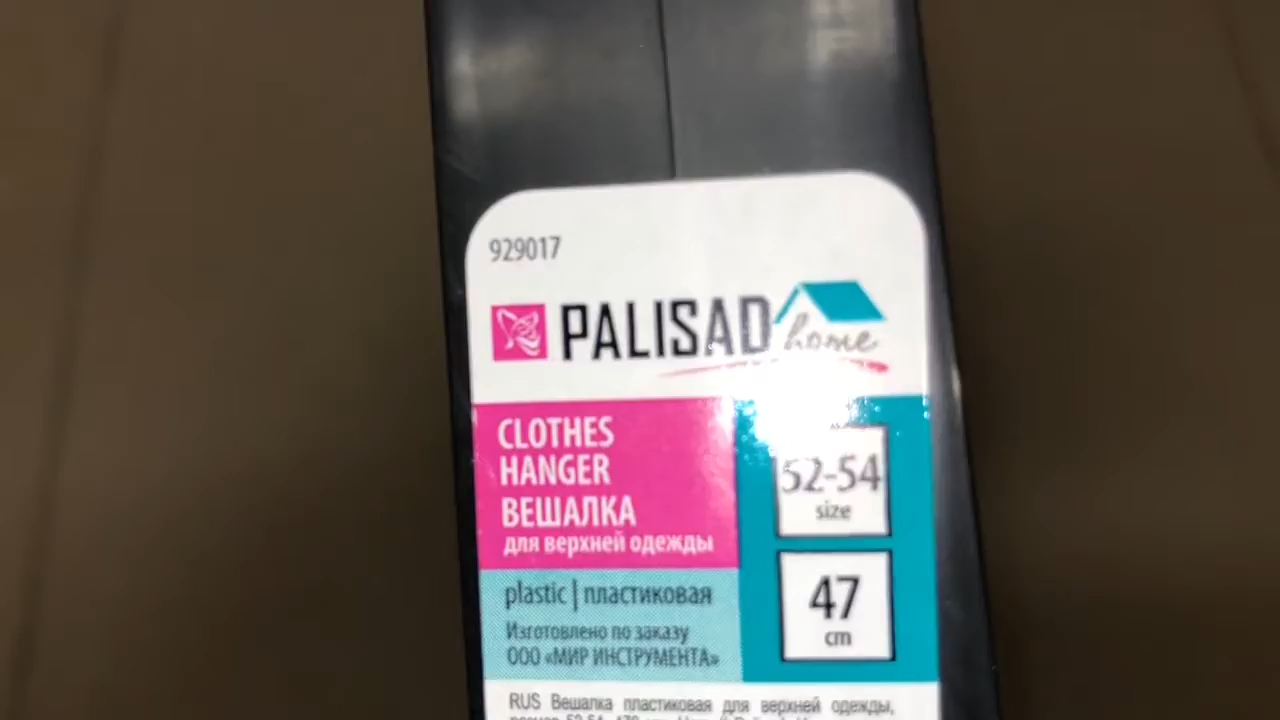 929017
PALISAD home
CLOTHES
HANGER
ВЕШАЛКА
для верхней одежды
52-54
size
plastic | пластиковая
47
cm
Изготовлено по заказу
ООО «МИР ИНСТРУМЕНТА»
RUS Вешалка пластиковая для верхней одежды,